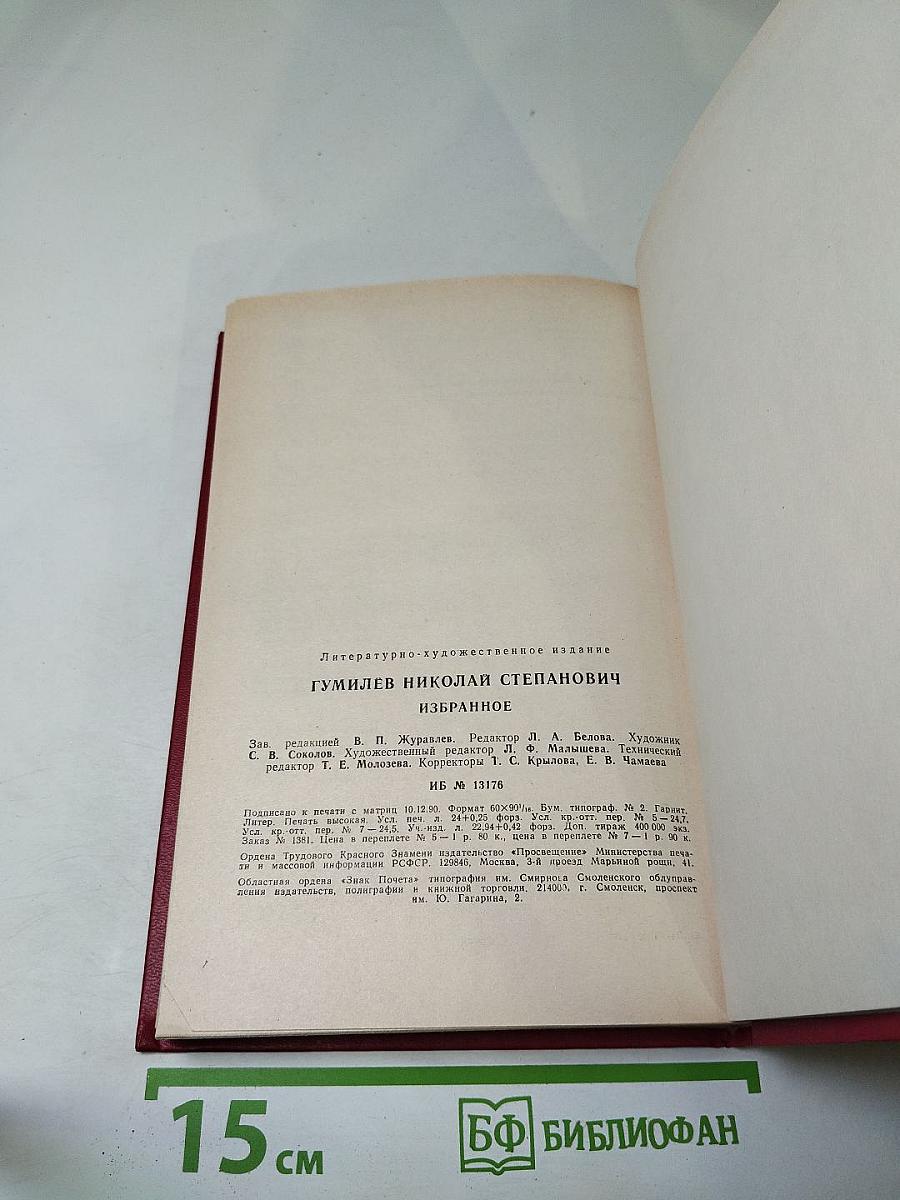 Литературно-художественное издание
ГУМИЛЕВ НИКОЛАЙ СТЕПАНОВИЧ
ИЗБРАННОЕ
Зав. редакцией В. П. Журавлев. Редактор Л. А. Белова. Художник
С. В. Соколов. Художественный редактор Л. Ф. Малышева. Технический
редактор Т. Е. Молозева. Корректоры Т. С. Крылова, Е. В. Чамаева
ИБ № 13176
Подписано к печати с матриц 10.12.90. Формат 60×90¹/₁₆. Бум. типограф. № 2. Гарнит.
Литер. Печать высокая. Усл. печ. л. 24+0,25 форз. Усл. кр.-отт. пер. № 5 — 24,7,
Усл. кр.-отт. пер. № 7 — 24,5. Уч.-изд. л. 22,94+0,42 форз. Доп. тираж 400 000 экз.
Заказ № 1381. Цена в переплете № 5 — 1 р. 80 к., цена в переплете № 7 — 1 р. 90 к.
Ордена Трудового Красного Знамени издательство «Просвещение» Министерства печа-
ти и массовой информации РСФСР. 129846, Москва, 3-й проезд Марьиной рощи, 41.
Областная ордена «Знак Почета» типография им. Смирнова Смоленского облуправ-
ления издательств, полиграфии и книжной торговли. 214000, г. Смоленск, проспект
им. Ю. Гагарина, 2.
15 см
БФ БИБЛИОФАН